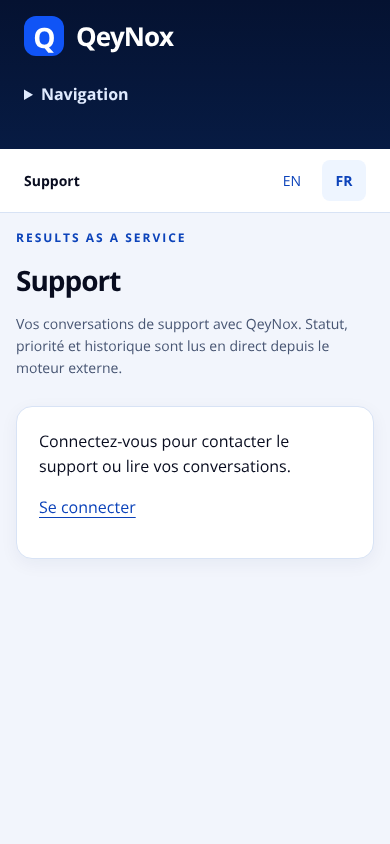 Q QeyNox
Navigation
Support EN FR
RESULTS AS A SERVICE
Support
Vos conversations de support avec QeyNox. Statut,
priorité et historique sont lus en direct depuis le
moteur externe.
Connectez-vous pour contacter le
support ou lire vos conversations.
Se connecter